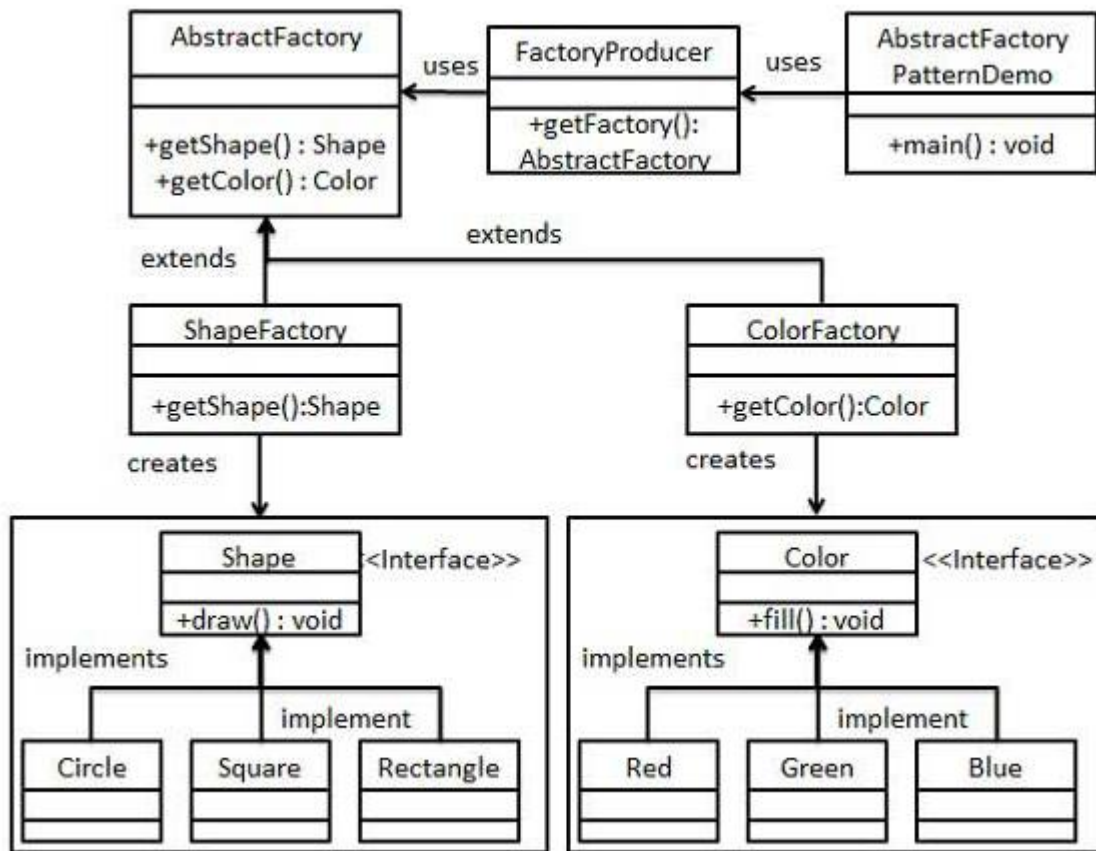 AbstractFactory
+getShape() : Shape
+getColor() : Color
uses
FactoryProducer
+getFactory():
AbstractFactory
uses
AbstractFactory
PatternDemo
+main() : void
extends
extends
ShapeFactory
+getShape():Shape
ColorFactory
+getColor():Color
creates
creates
Shape
<<Interface>>
+draw() : void
implements
implement
Circle
Square
Rectangle
Color
<<Interface>>
+fill() : void
implements
implement
Red
Green
Blue